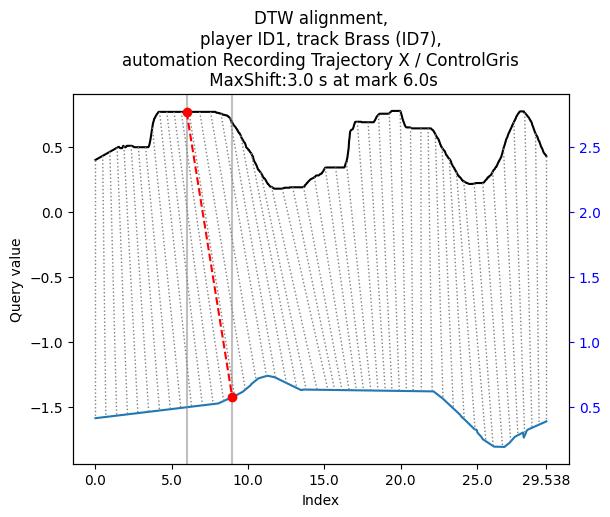 DTW alignment,
player ID1, track Brass (ID7),
automation Recording Trajectory X / ControlGris
MaxShift:3.0 s at mark 6.0s
Query value
0.5
0.0
−0.5
−1.0
−1.5
2.5
2.0
1.5
1.0
0.5
0.0 5.0 10.0 15.0 20.0 25.0 29.538
Index